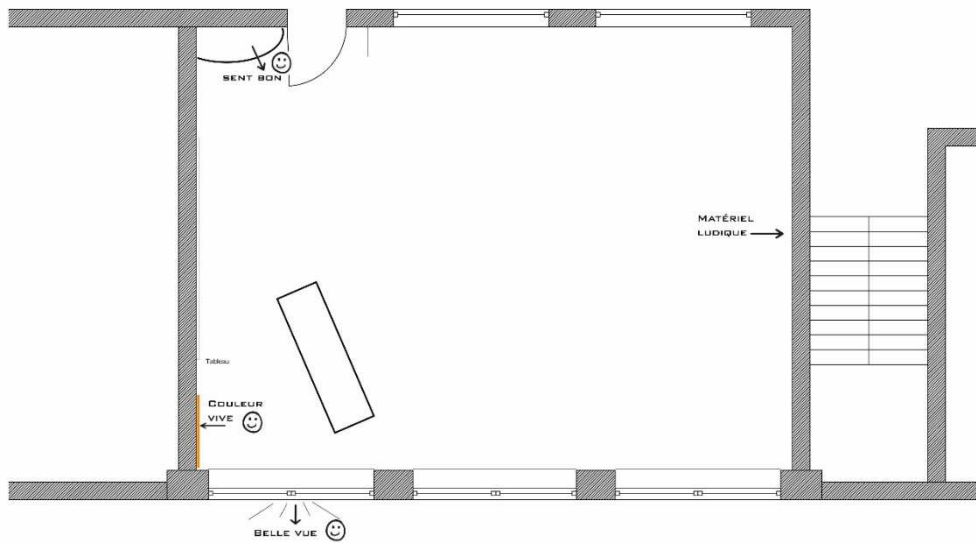 SENT BON
MATÉRIEL
LUDIQUE
Tableau
COULEUR
VIVE
BELLE VUE